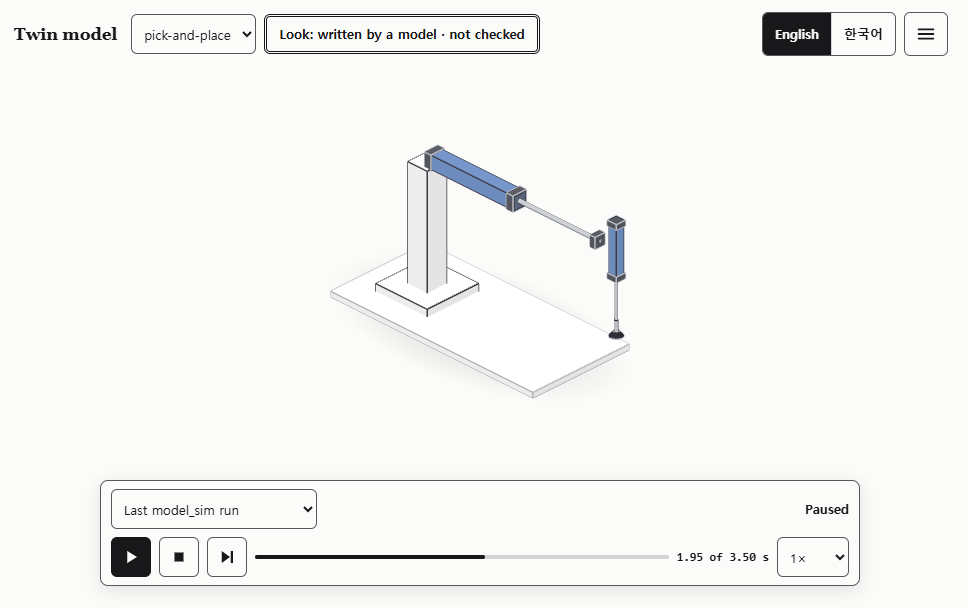 Twin model
pick-and-place
Look: written by a model · not checked
English
한국어
Last model_sim run
Paused
1.95 of 3.50 s
1×